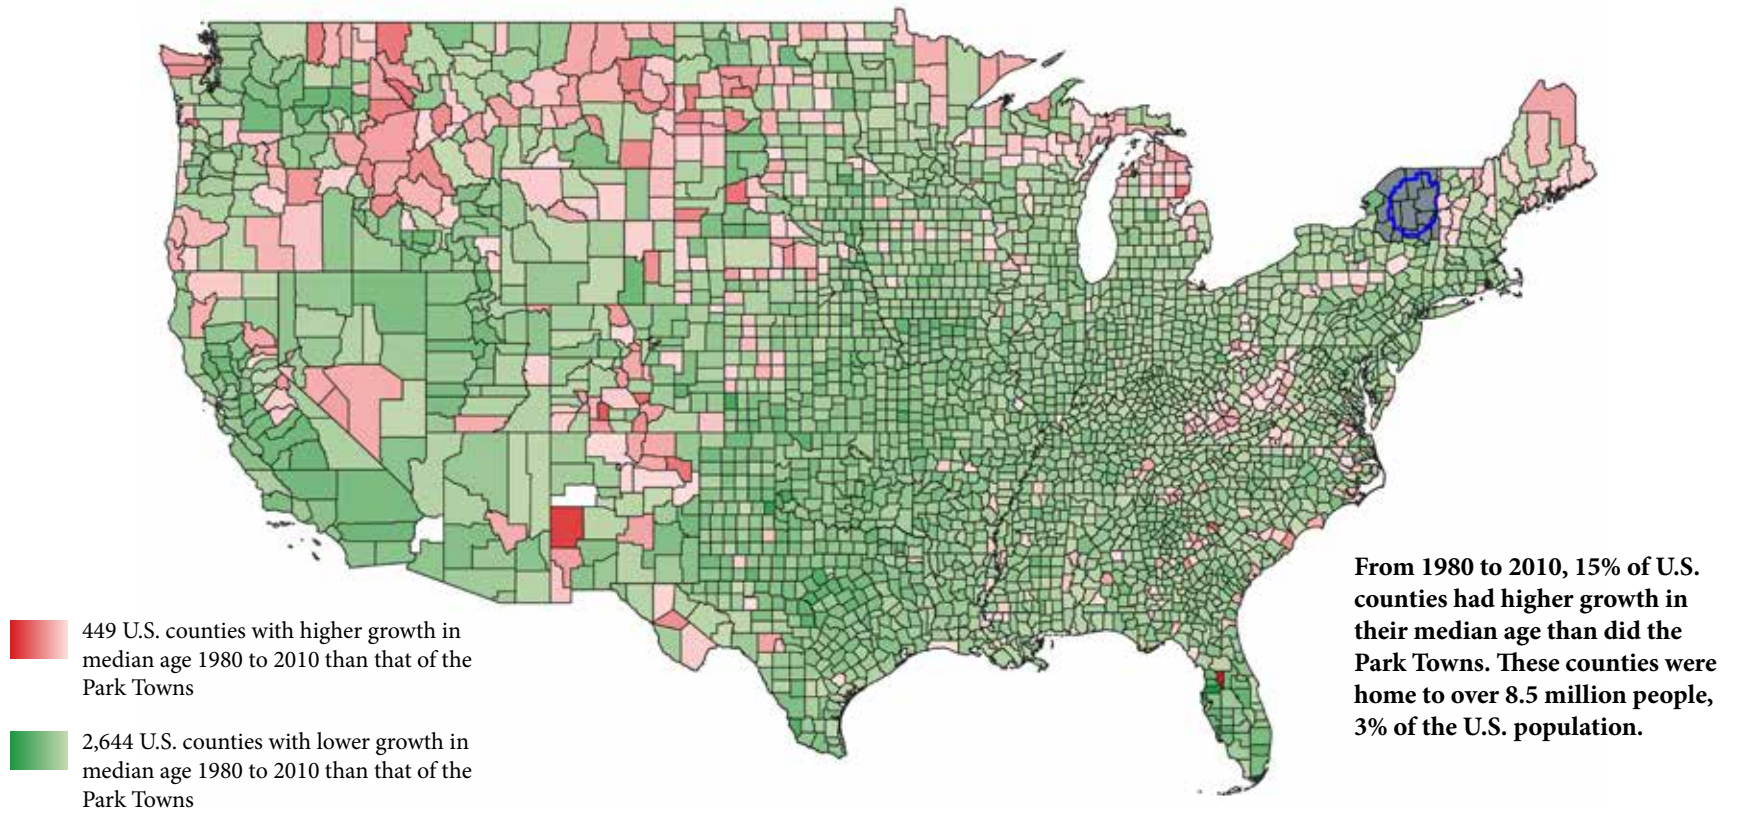 From 1980 to 2010, 15% of U.S.
counties had higher growth in
their median age than did the
Park Towns. These counties were
home to over 8.5 million people,
3% of the U.S. population.
449 U.S. counties with higher growth in
median age 1980 to 2010 than that of the
Park Towns
2,644 U.S. counties with lower growth in
median age 1980 to 2010 than that of the
Park Towns